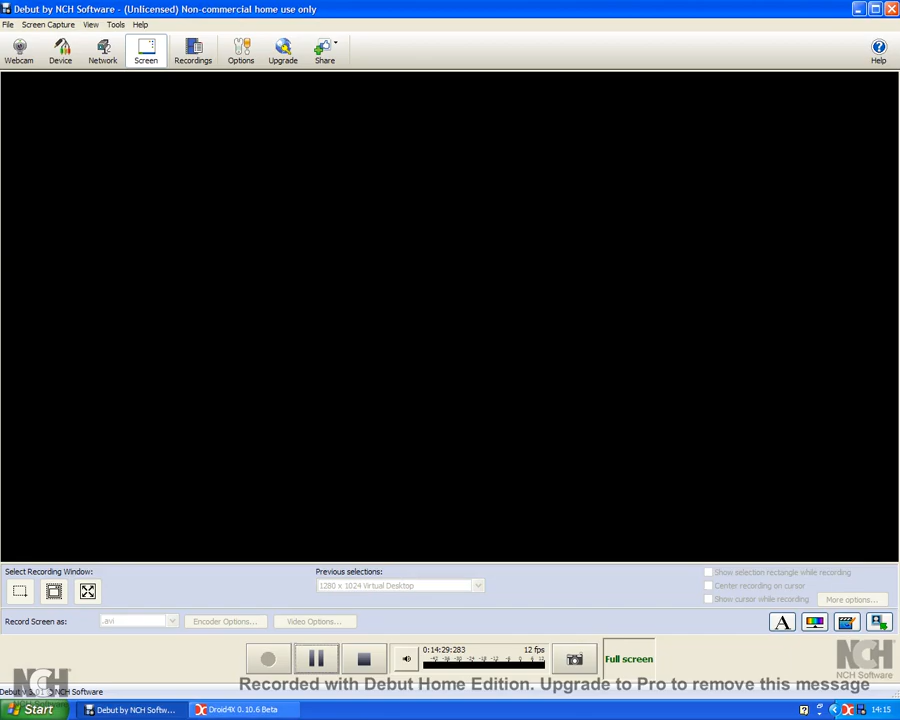 Debut by NCH Software - (Unlicensed) Non-commercial home use only
File Screen Capture View Tools Help
Webcam Device Network Screen Recordings Options Upgrade Share Help
Select Recording Window:
Previous selections:
1280 x 1024 Virtual Desktop
Show selection rectangle while recording
Center recording on cursor
Show cursor while recording
More options...
Record Screen as:
.avi
Encoder Options...
Video Options...
A
0:14:29:283 12 fps
Full screen
NCH
NCH Software
Recorded with Debut Home Edition. Upgrade to Pro to remove this message
NCH
Debut v 3.01 © NCH Software
Start Debut by NCH Softw... Droid4X 0.10.6 Beta 14:15